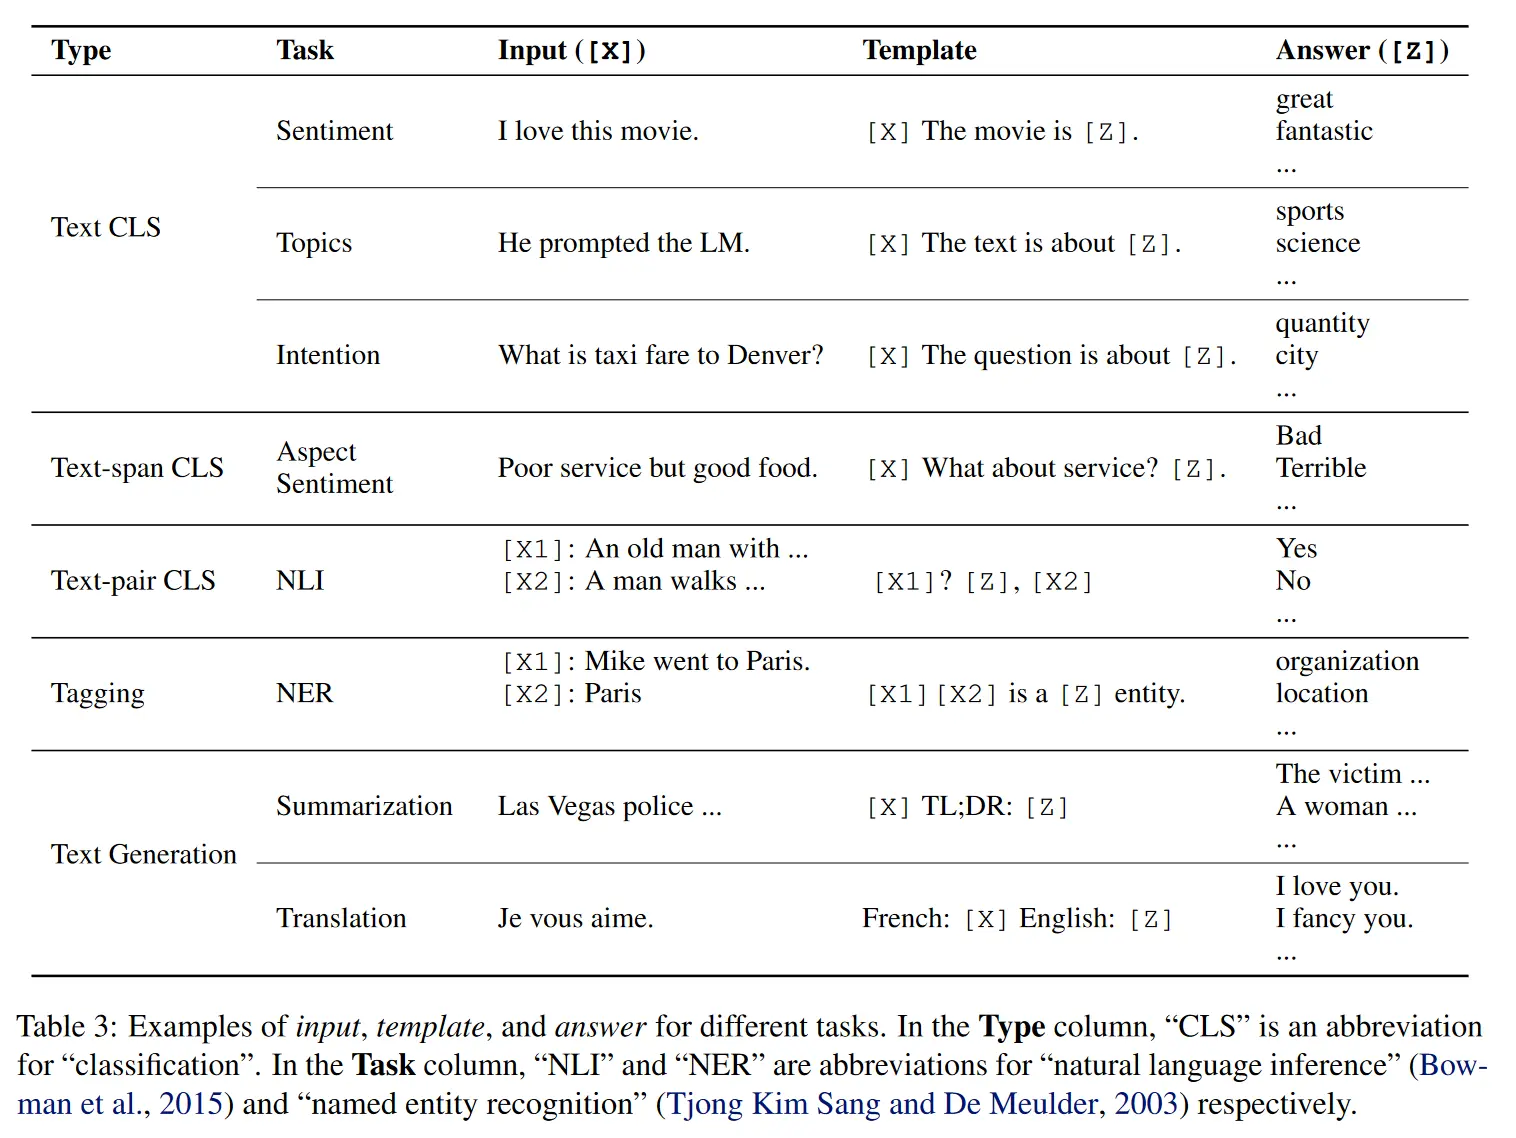 Type Task Input ([X]) Template Answer ([Z])
great
Sentiment I love this movie. [X] The movie is [Z]. fantastic
...
sports
Topics He prompted the LM. [X] The text is about [Z]. science
...
Text CLS
quantity
Intention What is taxi fare to Denver? [X] The question is about [Z]. city
...
Bad
Text-span CLS Aspect Sentiment Poor service but good food. [X] What about service? [Z]. Terrible
...
[X1]: An old man with ... Yes
Text-pair CLS NLI [X2]: A man walks ... [X1]? [Z], [X2] No
...
[X1]: Mike went to Paris. organization
Tagging NER [X2]: Paris [X1][X2] is a [Z] entity. location
...
The victim ...
Summarization Las Vegas police ... [X] TL;DR: [Z] A woman ...
...
Text Generation
I love you.
Translation Je vous aime. French: [X] English: [Z] I fancy you.
...
Table 3: Examples of input, template, and answer for different tasks. In the Type column, “CLS” is an abbreviation
for “classification”. In the Task column, “NLI” and “NER” are abbreviations for “natural language inference” (Bow-
man et al., 2015) and “named entity recognition” (Tjong Kim Sang and De Meulder, 2003) respectively.